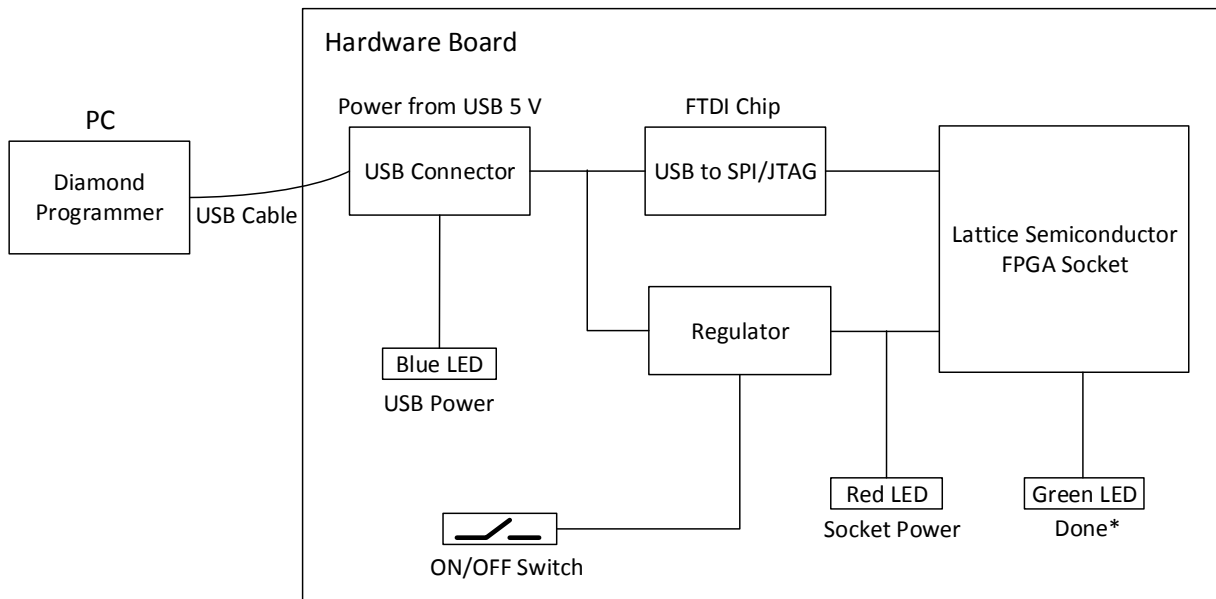 Hardware Board
PC
Diamond
Programmer
USB Cable
Power from USB 5 V
USB Connector
FTDI Chip
USB to SPI/JTAG
Lattice Semiconductor
FPGA Socket
Regulator
Blue LED
USB Power
Red LED
Socket Power
Green LED
Done*
ON/OFF Switch